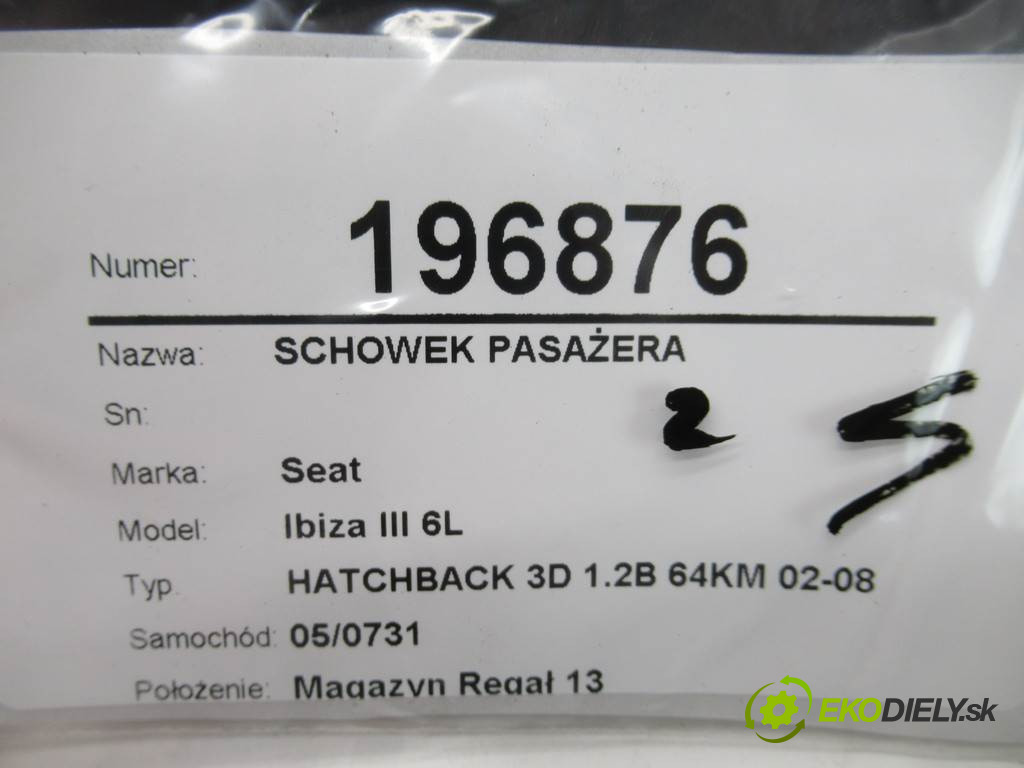 Numer: 196876
Nazwa: SCHOWEK PASAŻERA
Sn:
2 5
Marka: Seat
Model: Ibiza III 6L
Typ. HATCHBACK 3D 1.2B 64KM 02-08
Samochód: 05/0731
Położenie: Magazyn Regał 13
EKODIELY.sk